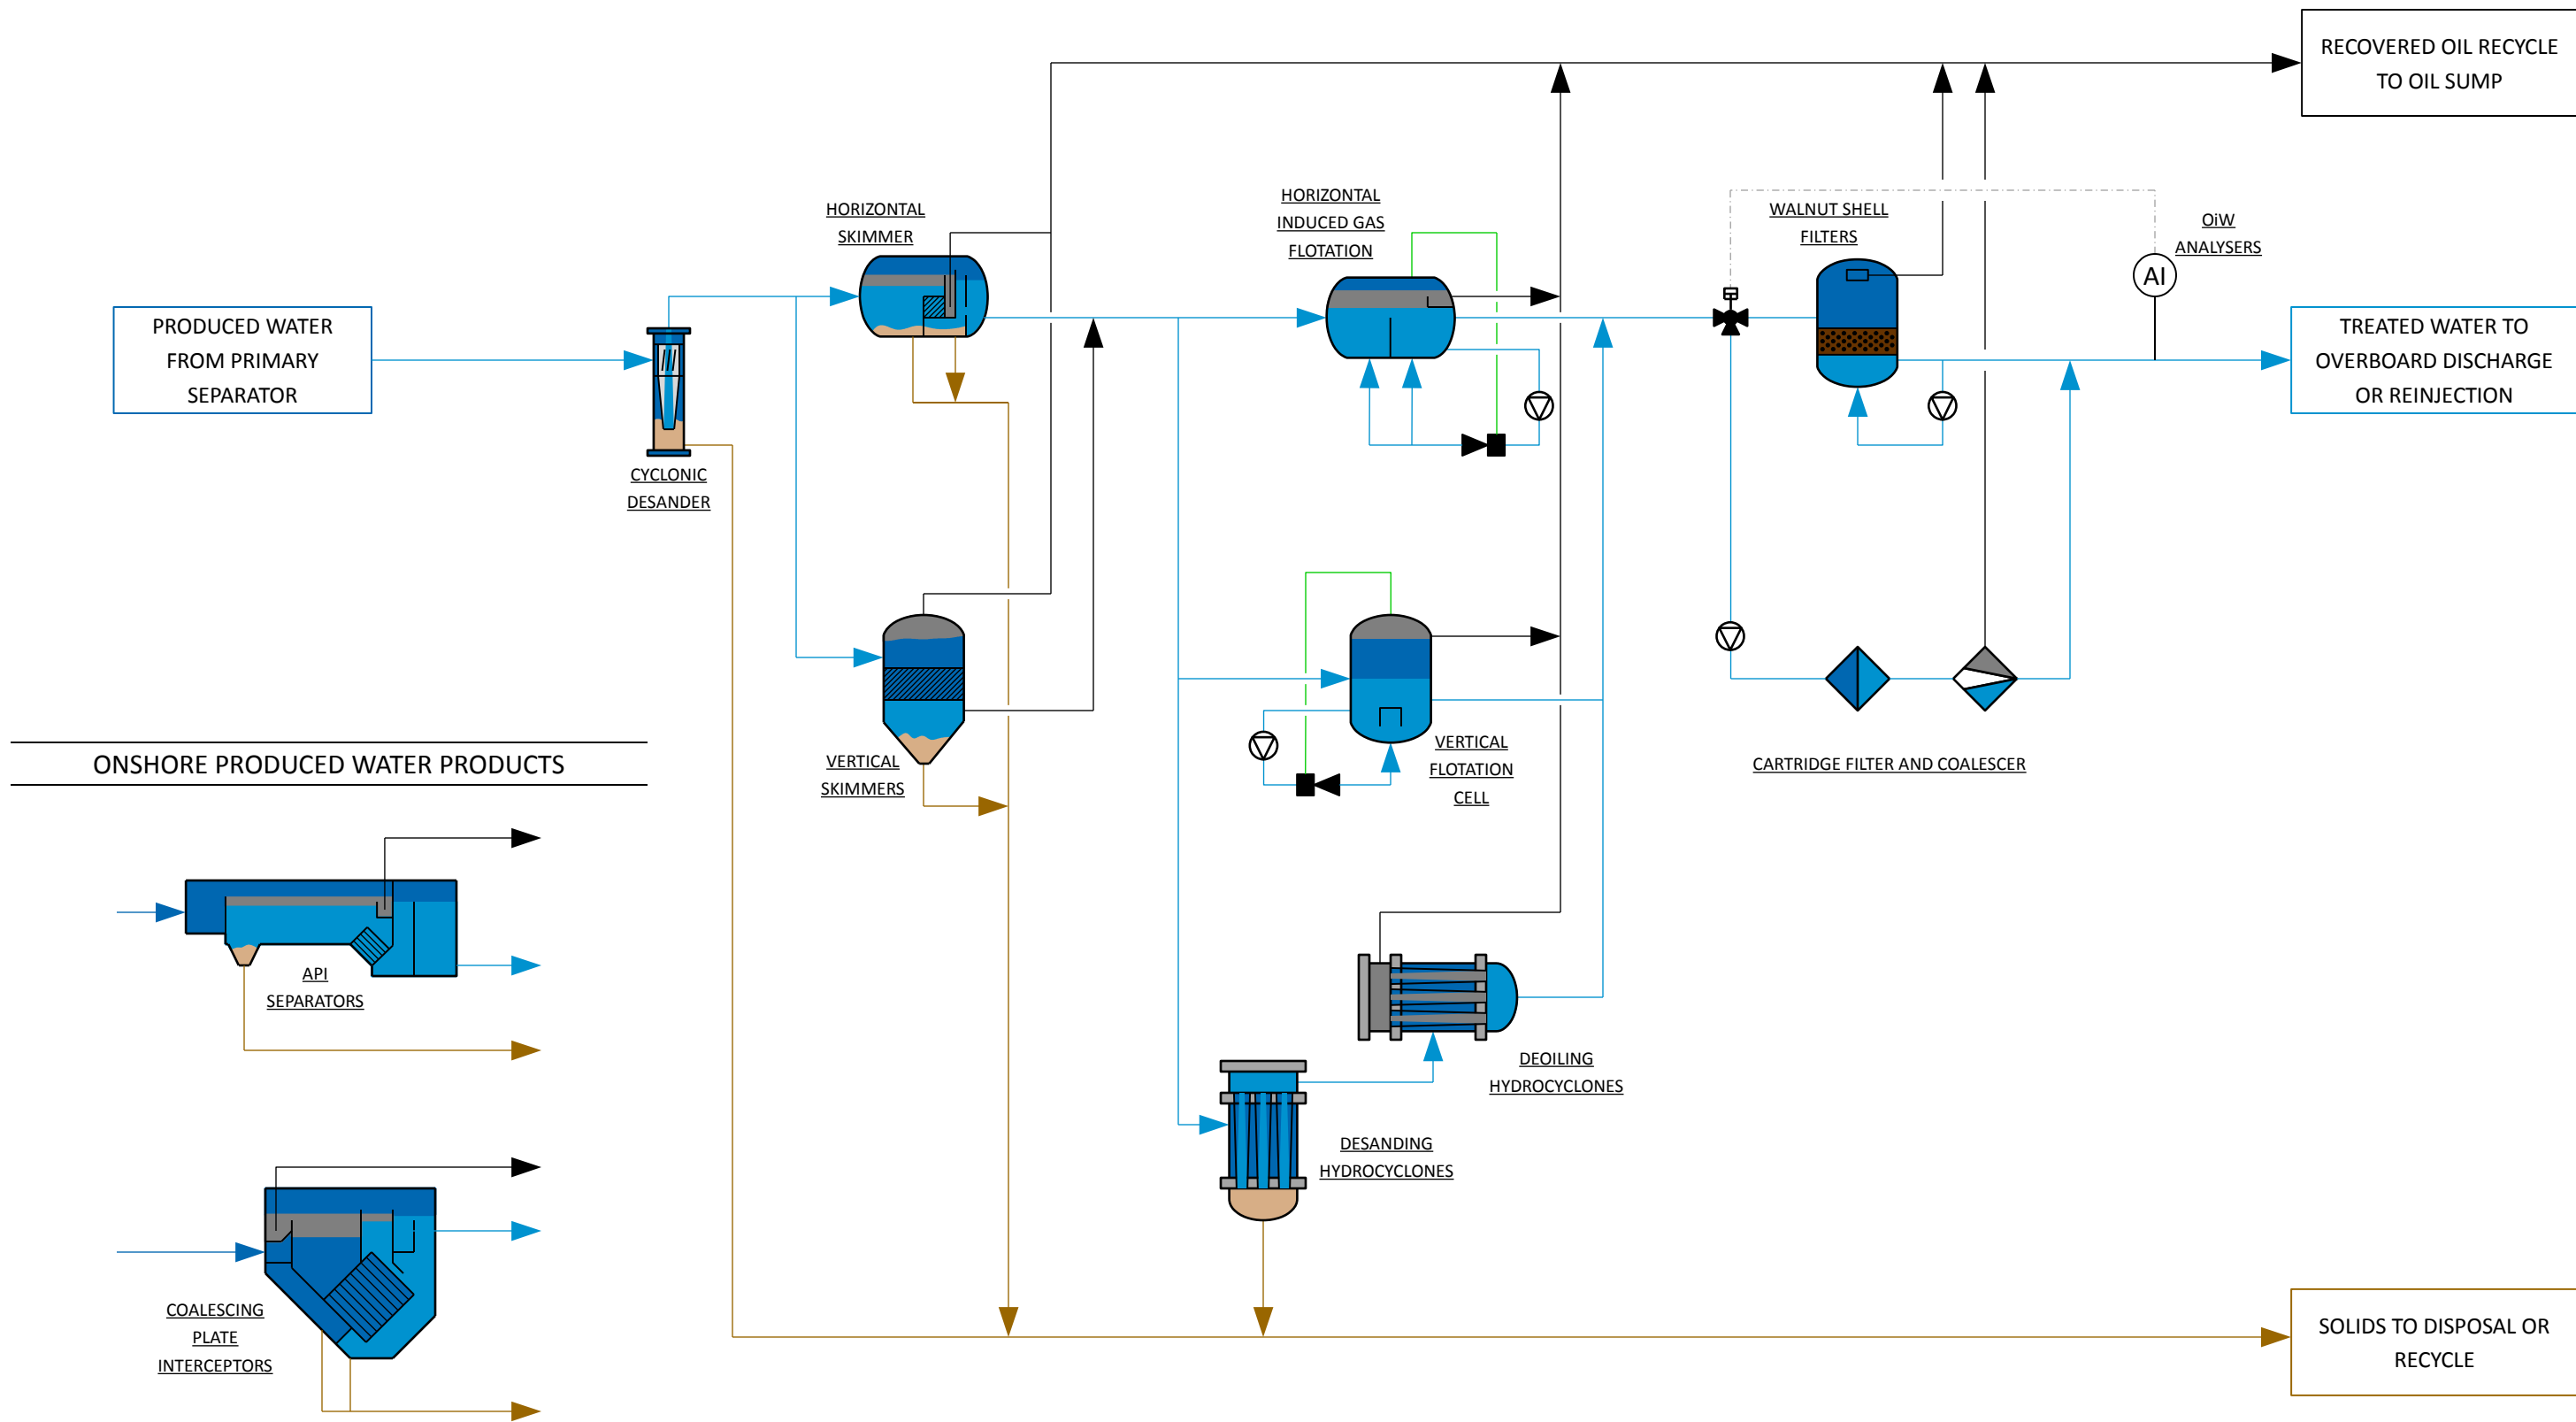 RECOVERED OIL RECYCLE
TO OIL SUMP
HORIZONTAL
SKIMMER
HORIZONTAL
INDUCED GAS
FLOTATION
WALNUT SHELL
FILTERS
OiW
ANALYSERS
AI
PRODUCED WATER
FROM PRIMARY
SEPARATOR
TREATED WATER TO
OVERBOARD DISCHARGE
OR REINJECTION
CYCLONIC
DESANDER
VERTICAL
SKIMMERS
VERTICAL
FLOTATION
CELL
CARTRIDGE FILTER AND COALESCER
ONSHORE PRODUCED WATER PRODUCTS
API
SEPARATORS
DEOILING
HYDROCYCLONES
DESANDING
HYDROCYCLONES
COALESCING
PLATE
INTERCEPTORS
SOLIDS TO DISPOSAL OR
RECYCLE